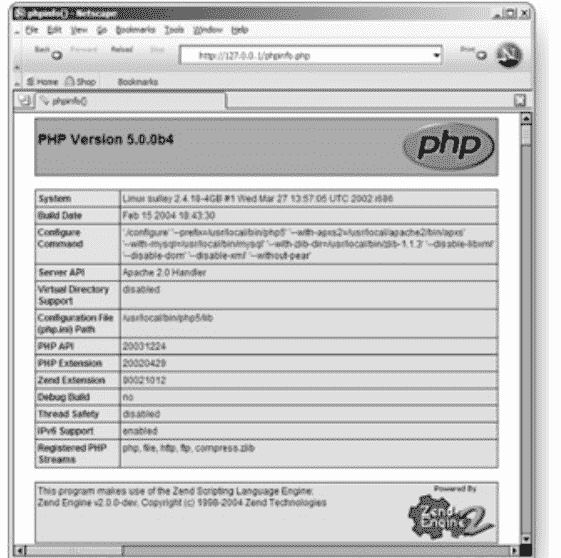 phpinfo() - Netscape
File Edit View Go Bookmarks Tools Window Help
Back Forward Reload Stop http://127.0.0.1/phpinfo.php Print
Home Shop Bookmarks
phpinfo()
PHP Version 5.0.0b4
php
System Linux sulley 2.4.18-4GB #1 Wed Mar 27 13:57:05 UTC 2002 i686
Build Date Feb 15 2004 18:43:30
Configure './configure' '--prefix=/usr/local/bin/php5' '--with-apxs2=/usr/local/apache2/bin/apxs'
Command '--with-mysql=/usr/local/bin/mysql' '--with-zlib-dir=/usr/local/bin/zlib-1.1.3' '--disable-libxml'
'--disable-dom' '--disable-xml' '--without-pear'
Server API Apache 2.0 Handler
Virtual Directory disabled
Support
Configuration File /usr/local/bin/php5/lib
(php.ini) Path
PHP API 20031224
PHP Extension 20020429
Zend Extension 90021012
Debug Build no
Thread Safety disabled
IPv6 Support enabled
Registered PHP php, file, http, ftp, compress.zlib
Streams
This program makes use of the Zend Scripting Language Engine:
Zend Engine v2.0.0-dev, Copyright (c) 1998-2004 Zend Technologies
Powered By
Zend
Engine 2